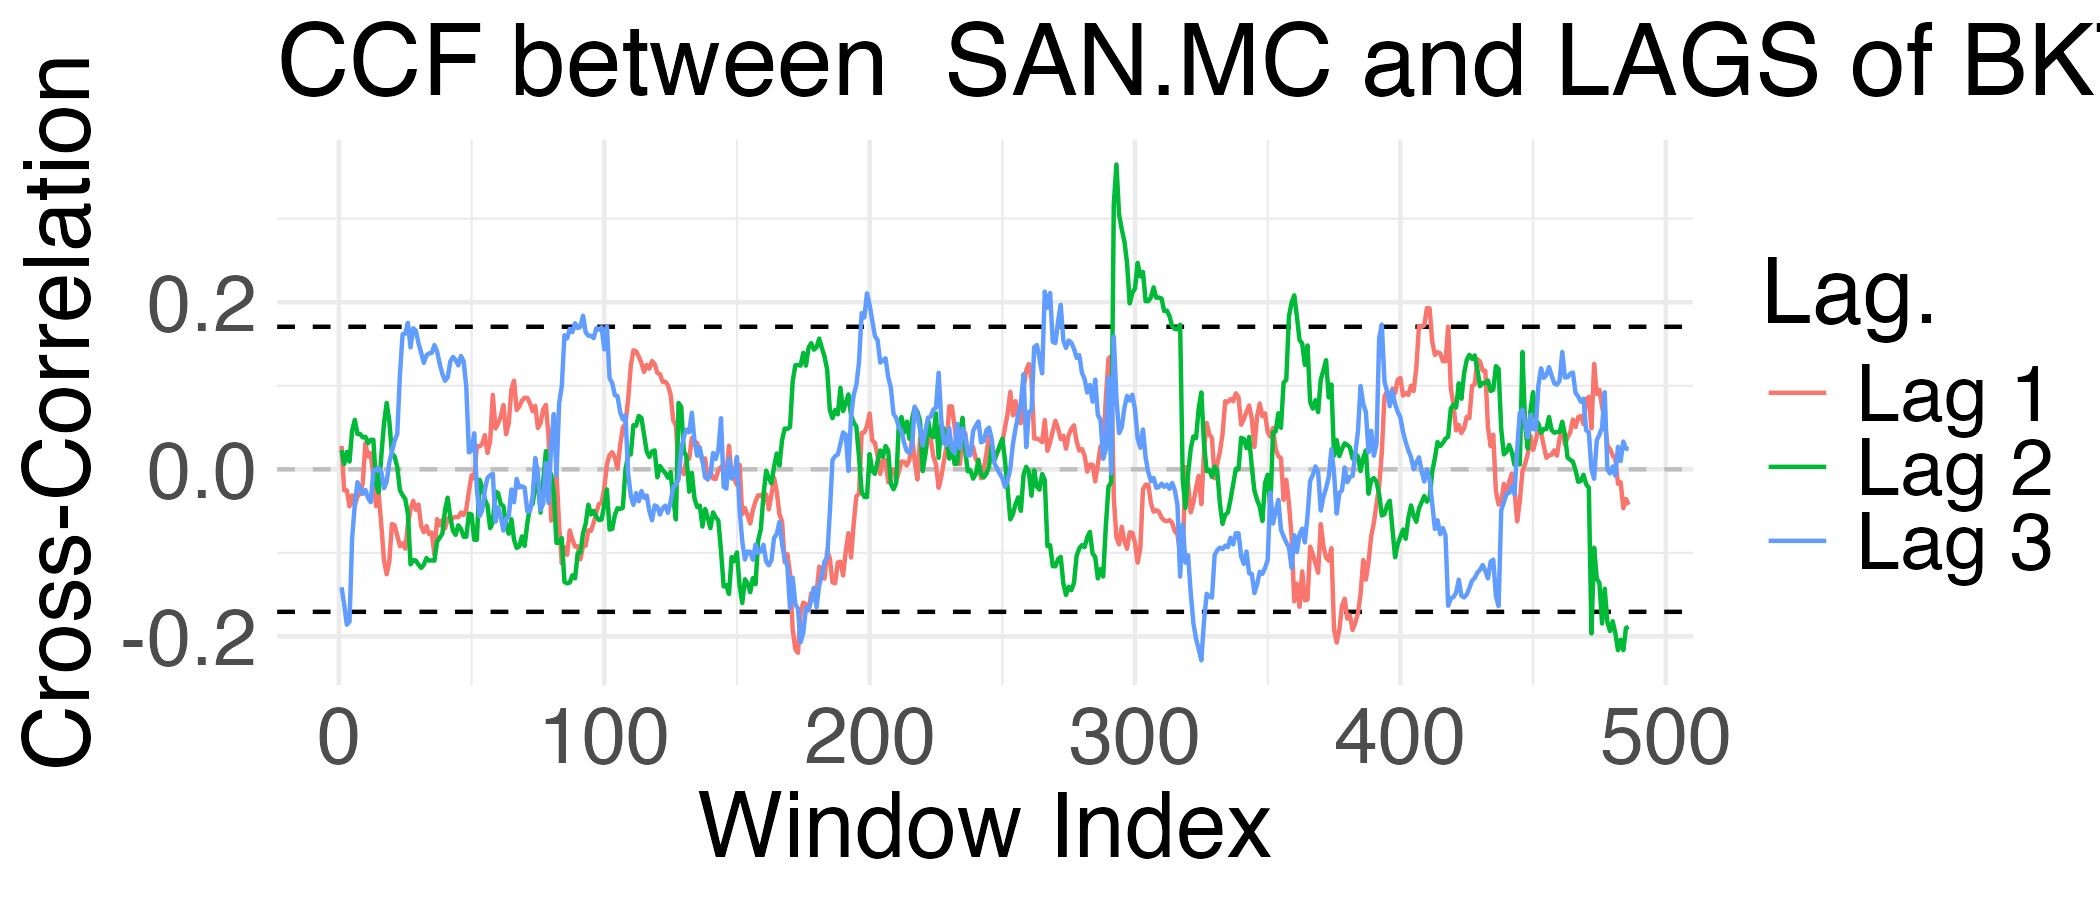 CCF between SAN.MC and LAGS of
Cross-Correlation
0.2
0.0
-0.2
0
100
200
300
400
500
Window Index
Lag.
Lag 1
Lag 2
Lag 3